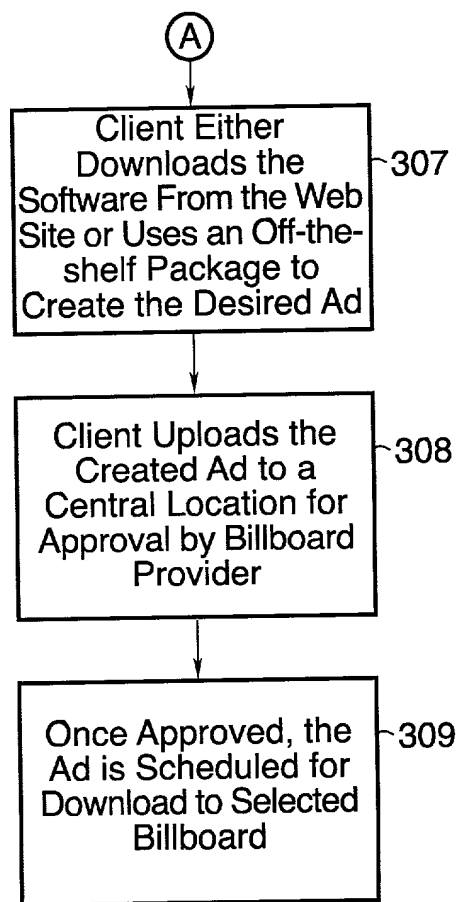 A
Client Either
Downloads the
Software From the Web
Site or Uses an Off-the-
shelf Package to
Create the Desired Ad
307
Client Uploads the
Created Ad to a
Central Location for
Approval by Billboard
Provider
308
Once Approved, the
Ad is Scheduled for
Download to Selected
Billboard
309